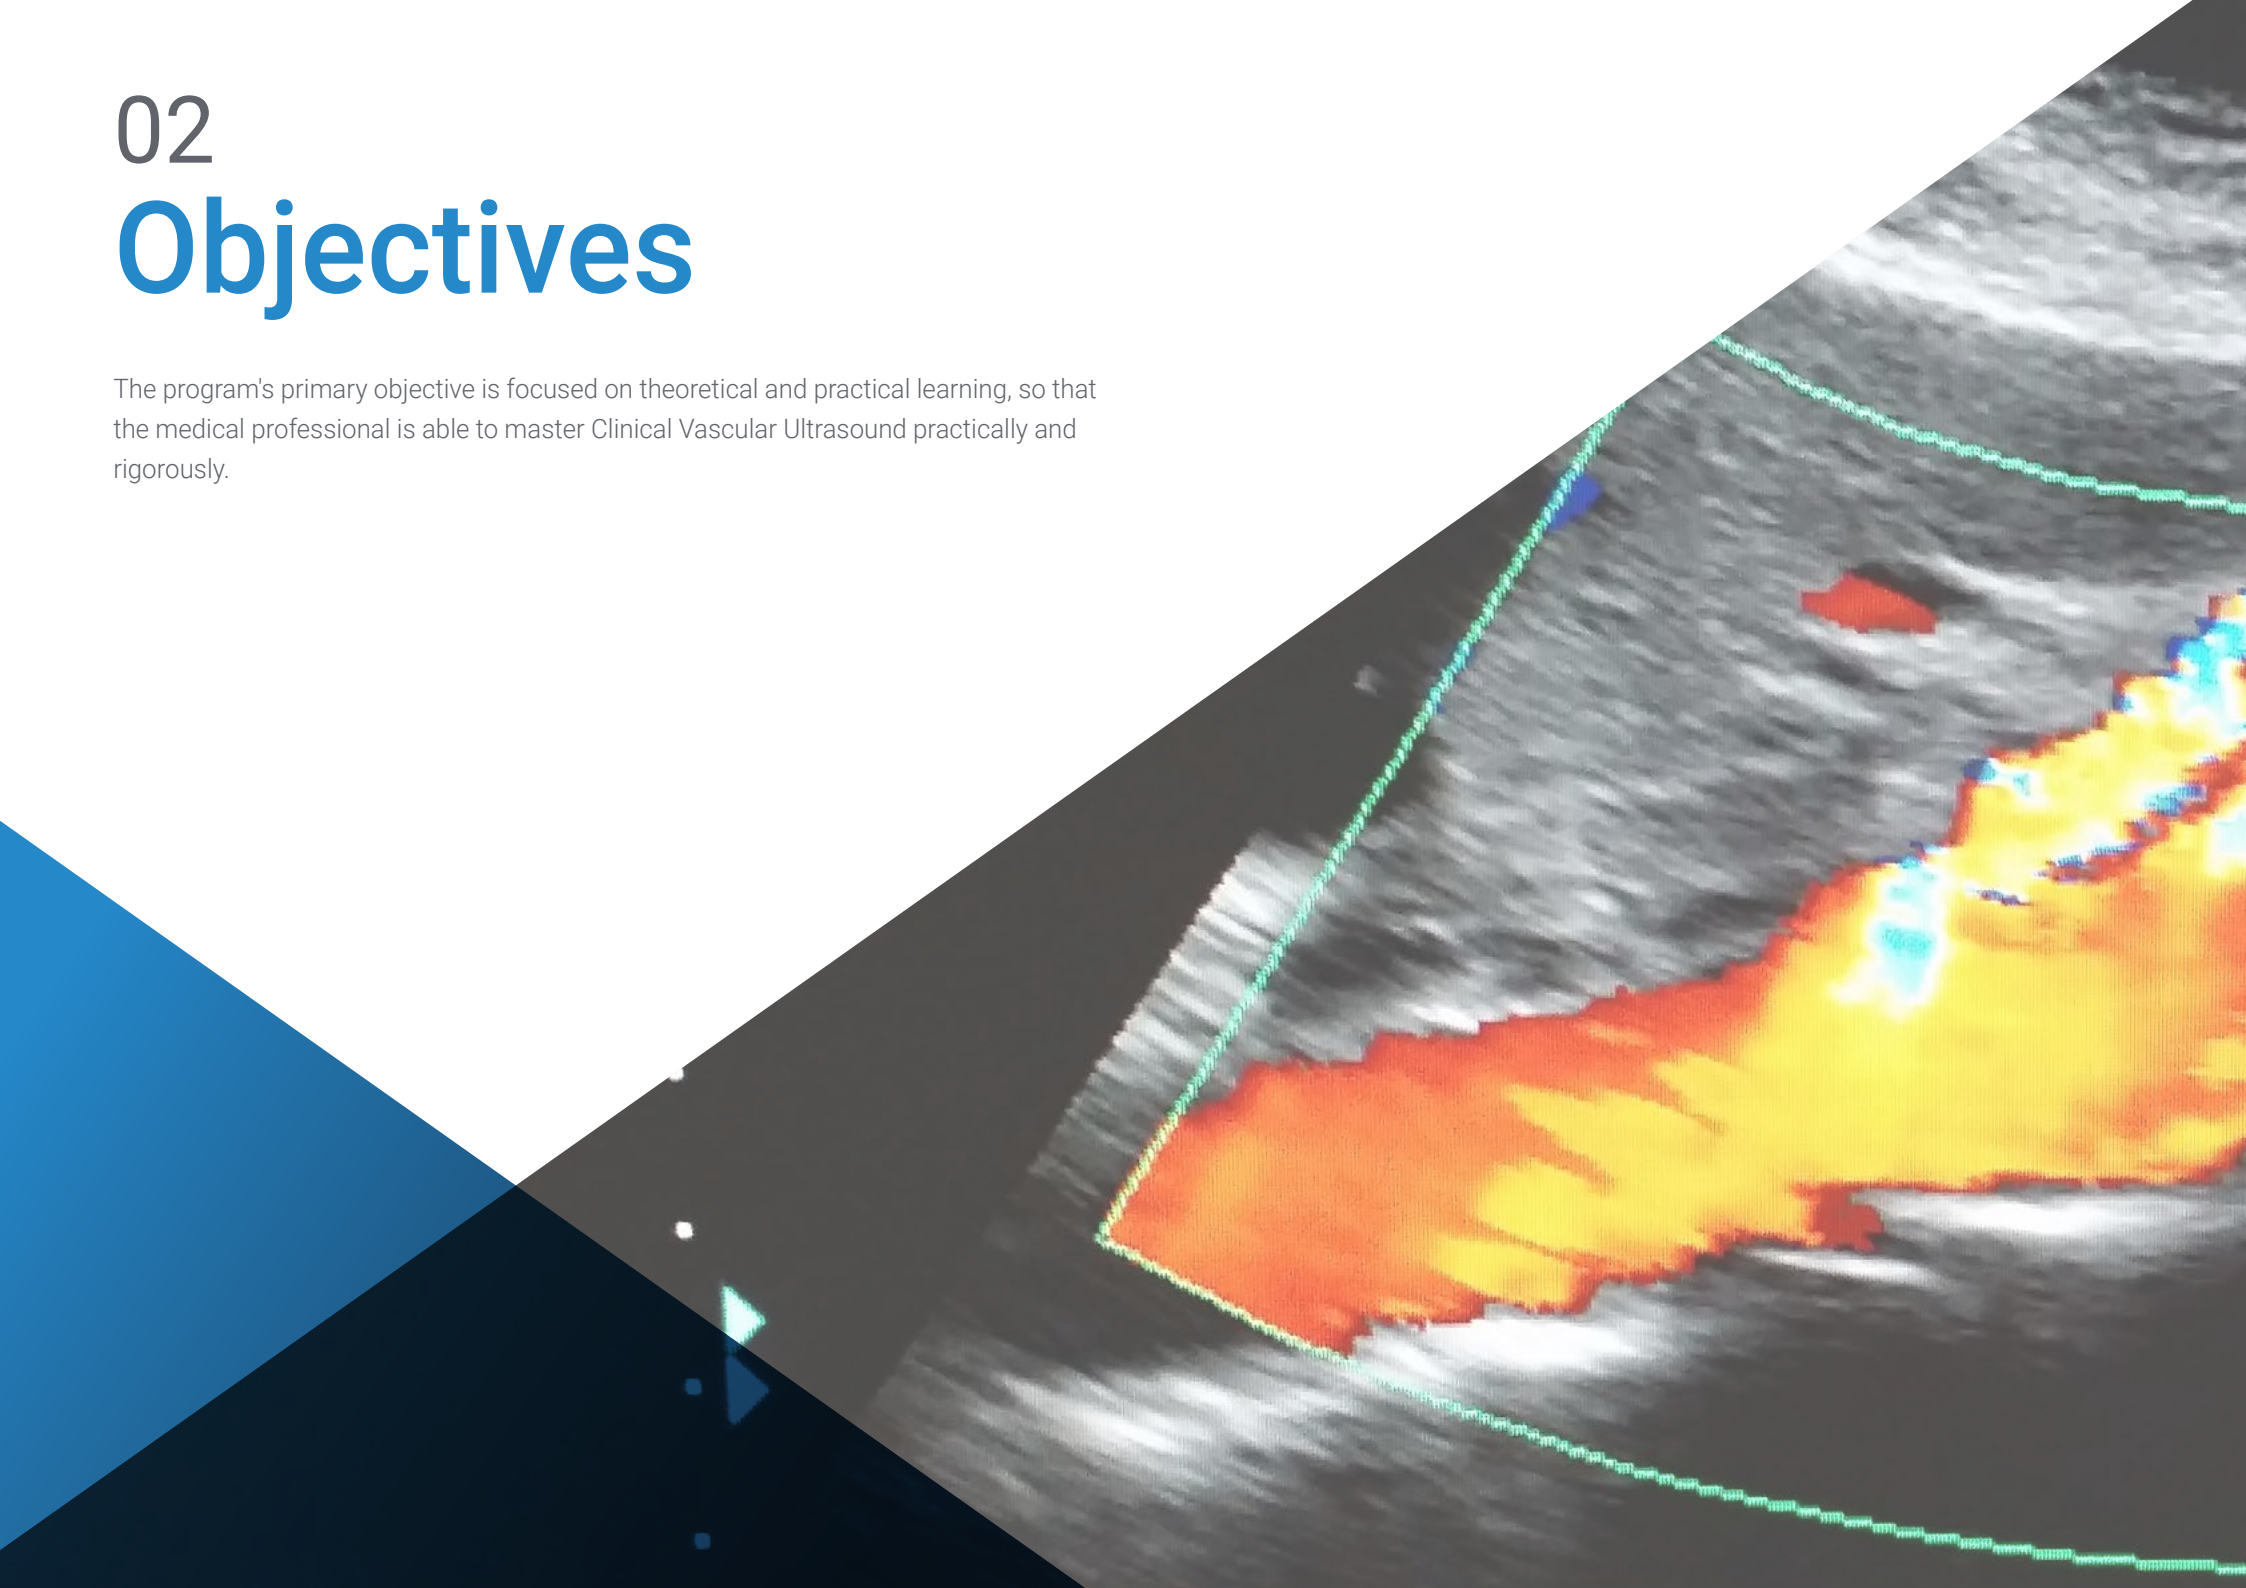 02
Objectives
The program's primary objective is focused on theoretical and practical learning, so that
the medical professional is able to master Clinical Vascular Ultrasound practically and
rigorously.